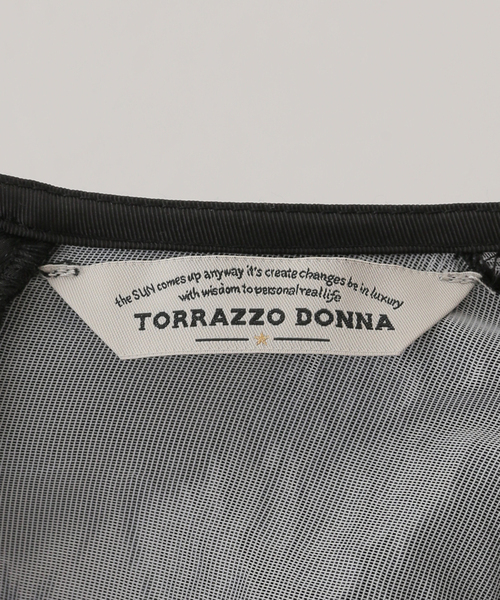 the SUN comes up anyway it's create changes be in luxury
with wisdom to personal real life
TORRAZZO DONNA